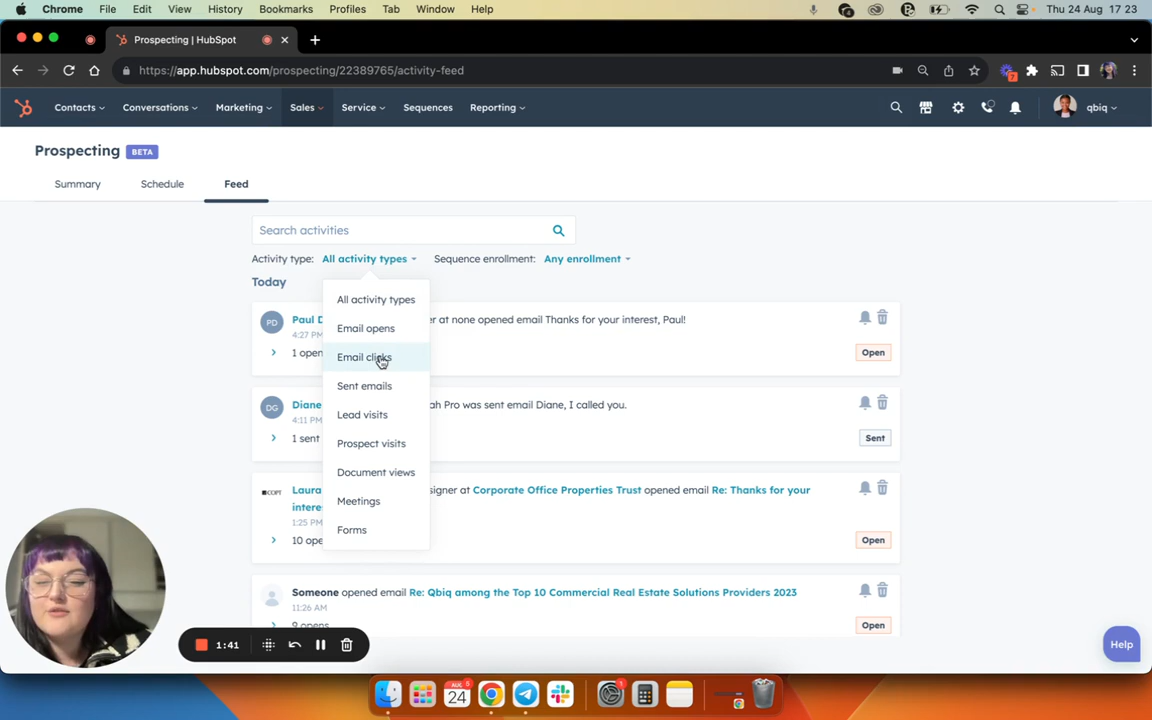 Chrome File Edit View History Bookmarks Profiles Tab Window Help Thu 24 Aug 17 23
Prospecting | HubSpot
https://app.hubspot.com/prospecting/22389765/activity-feed
Contacts Conversations Marketing Sales Service Sequences Reporting qbiq
Prospecting BETA
Summary Schedule Feed
Search activities
Activity type: All activity types Sequence enrollment: Any enrollment
Today
All activity types
Email opens
Email clicks
Sent emails
Lead visits
Prospect visits
Document views
Meetings
Forms
PD Paul D er at none opened email Thanks for your interest, Paul!
4:27 PM
1 open Open
DG Diane ah Pro was sent email Diane, I called you.
4:11 PM
1 sent Sent
COPT Laura signer at Corporate Office Properties Trust opened email Re: Thanks for your
interes
1:25 PM
10 ope Open
Someone opened email Re: Qbiq among the Top 10 Commercial Real Estate Solutions Providers 2023
11:26 AM
9 opens Open
1:41
Help
AUG
24